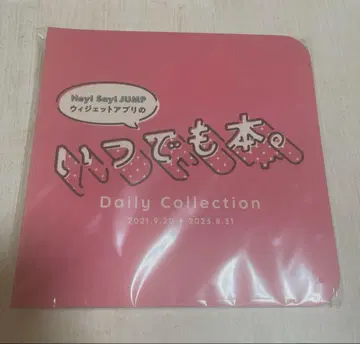 Hey! Say! JUMP
ウィジェットアプリの
いつでも本。
Daily Collection
2021.9.20 → 2023.8.31